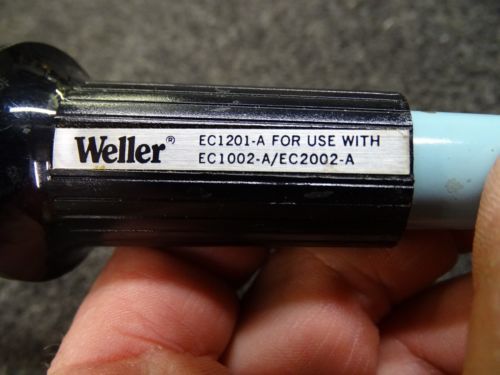 Weller®
EC1201-A FOR USE WITH
EC1002-A/EC2002-A